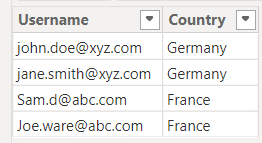 Username Country
john.doe@xyz.com Germany
jane.smith@xyz.com Germany
Sam.d@abc.com France
Joe.ware@abc.com France